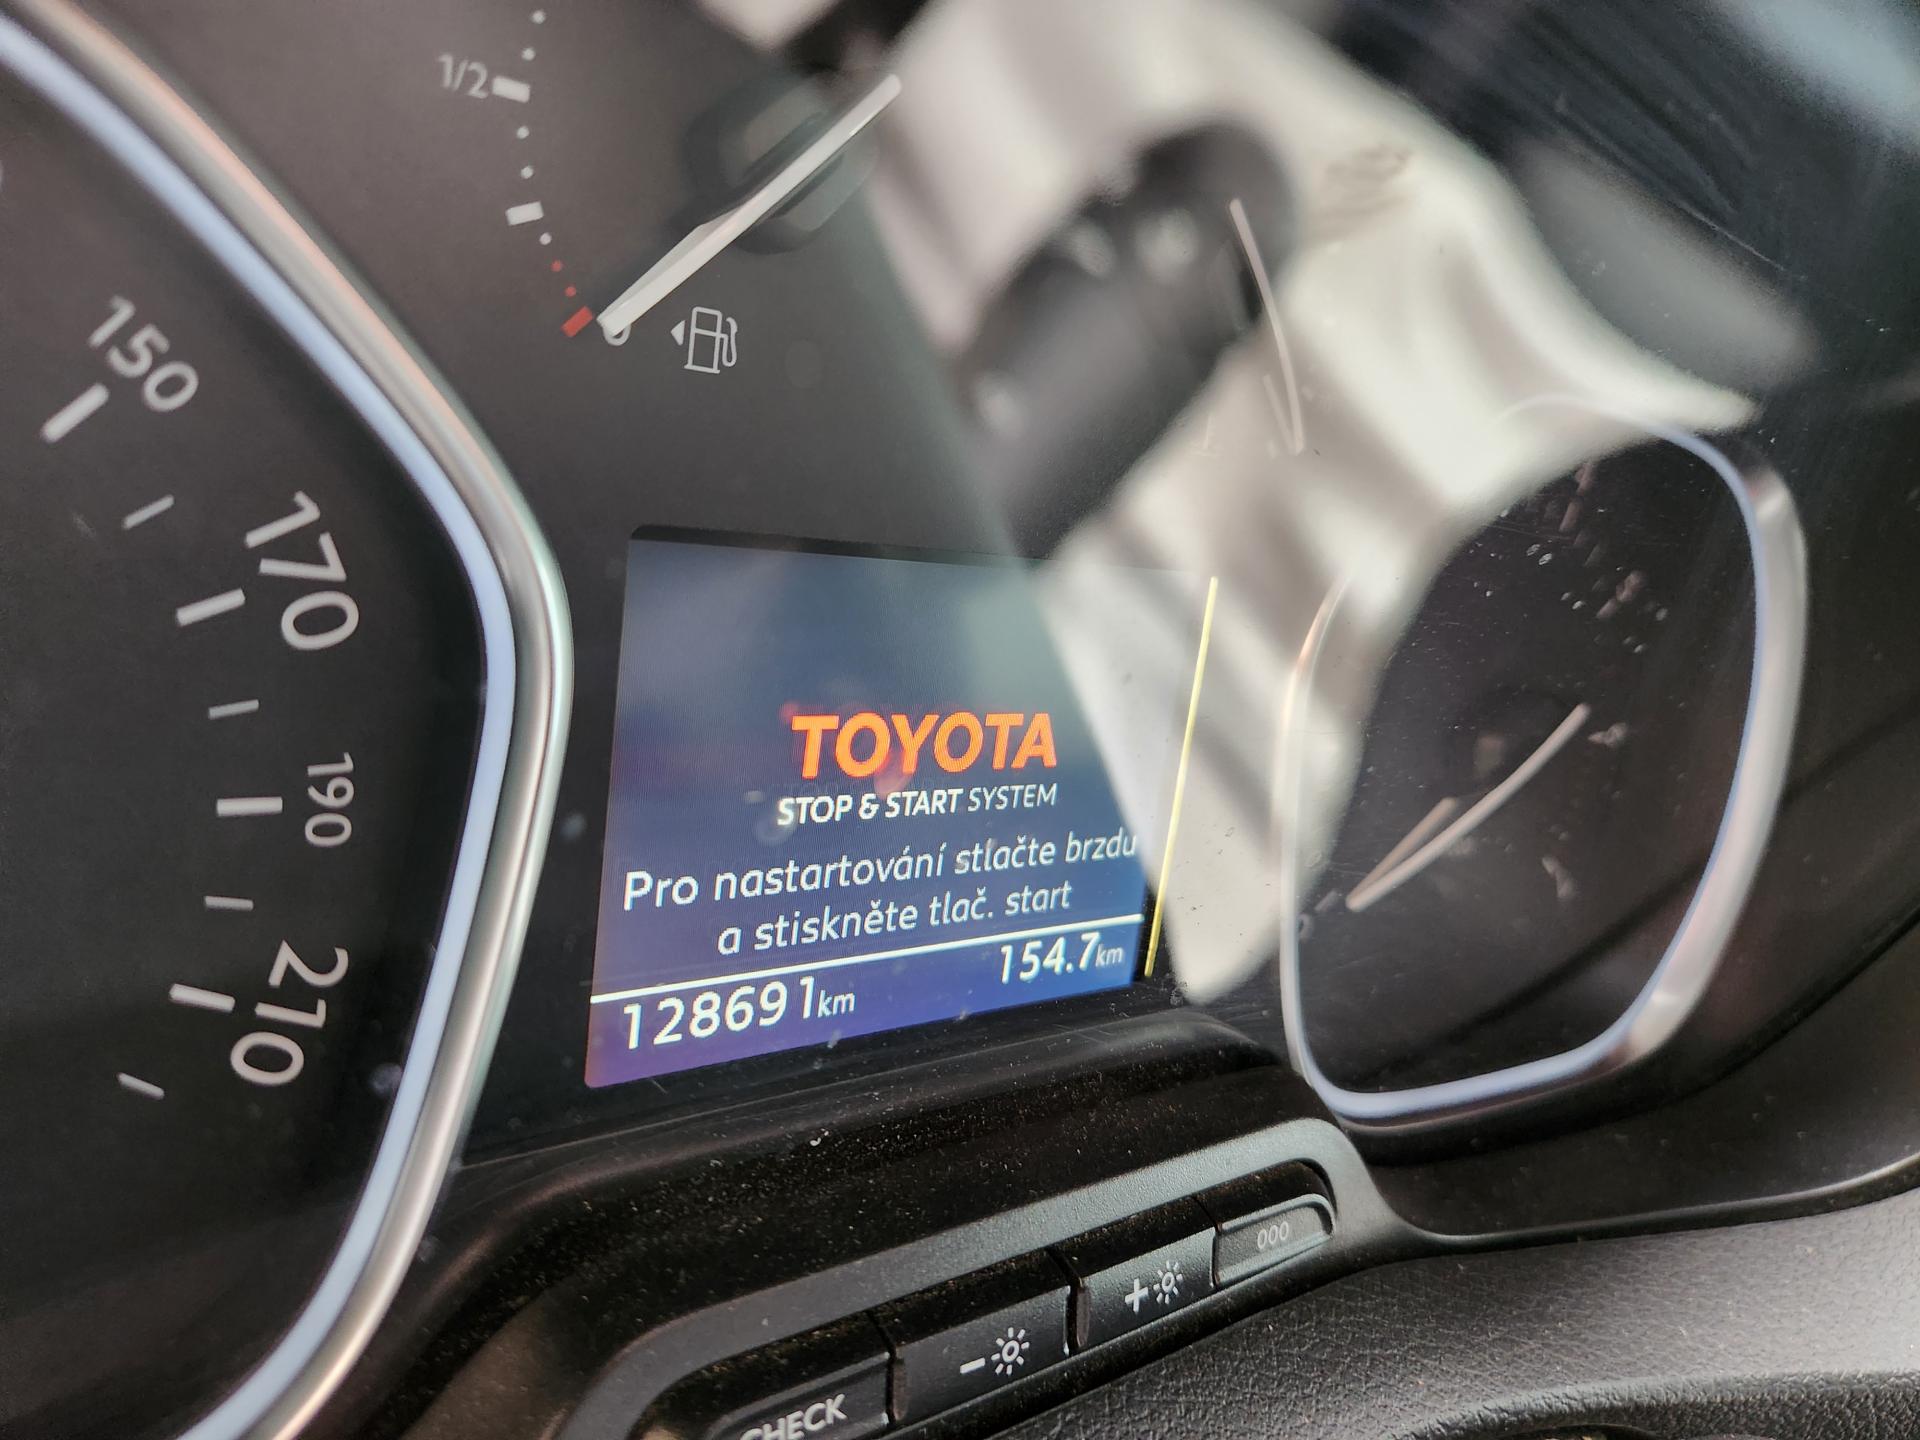 1/2
0
150
170
190
210
TOYOTA
STOP & START SYSTEM
Pro nastartování stlačte brzdu
a stiskněte tlač. start
154.7km
128691km
000
+
-
CHECK